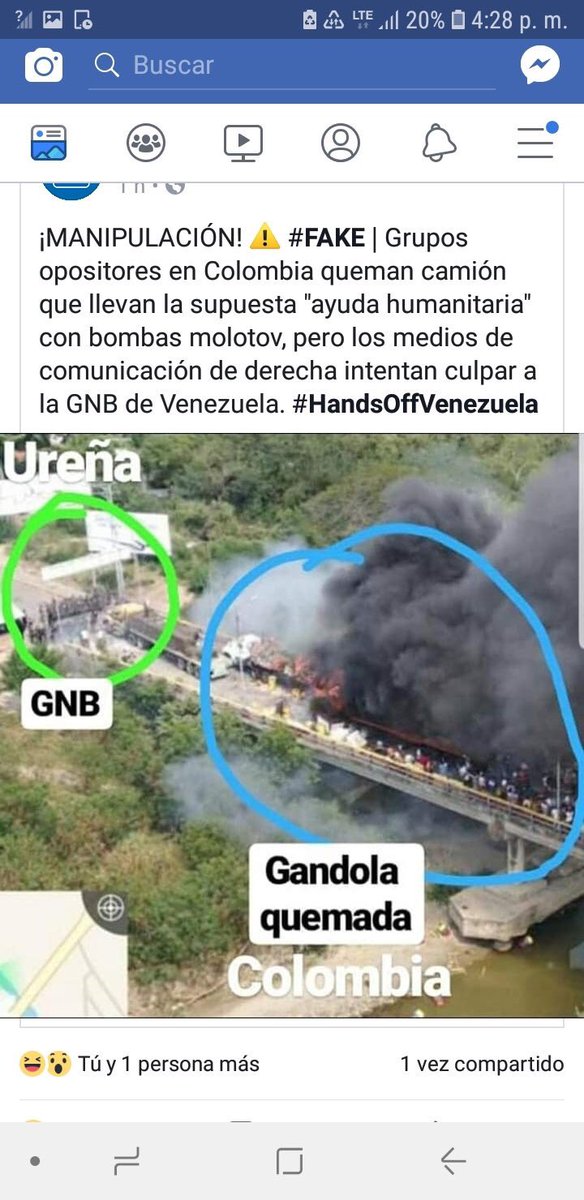 LTE 20% 4:28 p. m.
Buscar
1 h
¡MANIPULACIÓN! ⚠️ #FAKE | Grupos
opositores en Colombia queman camión
que llevan la supuesta "ayuda humanitaria"
con bombas molotov, pero los medios de
comunicación de derecha intentan culpar a
la GNB de Venezuela. #HandsOffVenezuela
Ureña
GNB
Gandola
quemada
Colombia
Tú y 1 persona más
1 vez compartido